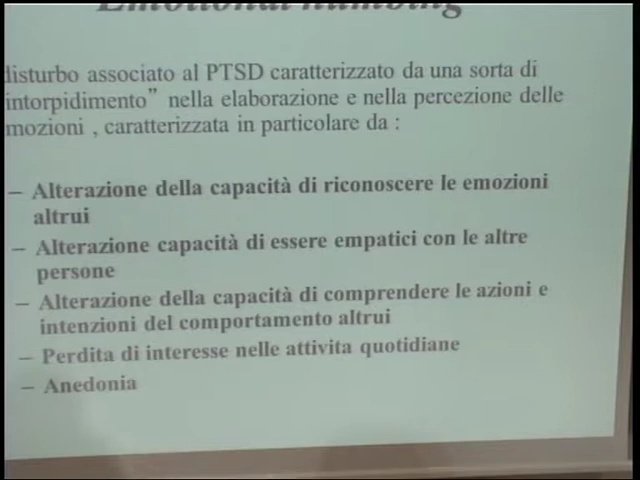 Emotional numbing
disturbo associato al PTSD caratterizzato da una sorta di
intorpidimento" nella elaborazione e nella percezione delle
mozioni , caratterizzata in particolare da :
– Alterazione della capacità di riconoscere le emozioni
altrui
– Alterazione capacità di essere empatici con le altre
persone
– Alterazione della capacità di comprendere le azioni e
intenzioni del comportamento altrui
– Perdita di interesse nelle attivita quotidiane
– Anedonia